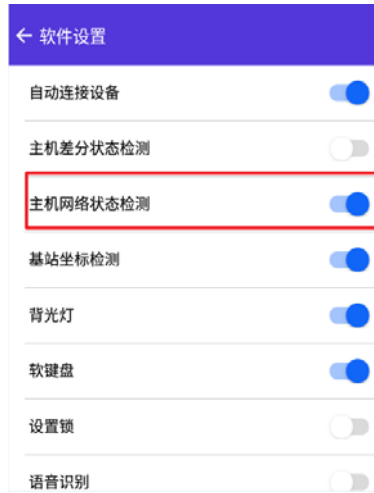 软件设置
自动连接设备
主机差分状态检测
主机网络状态检测
基站坐标检测
背光灯
软键盘
设置锁
语音识别